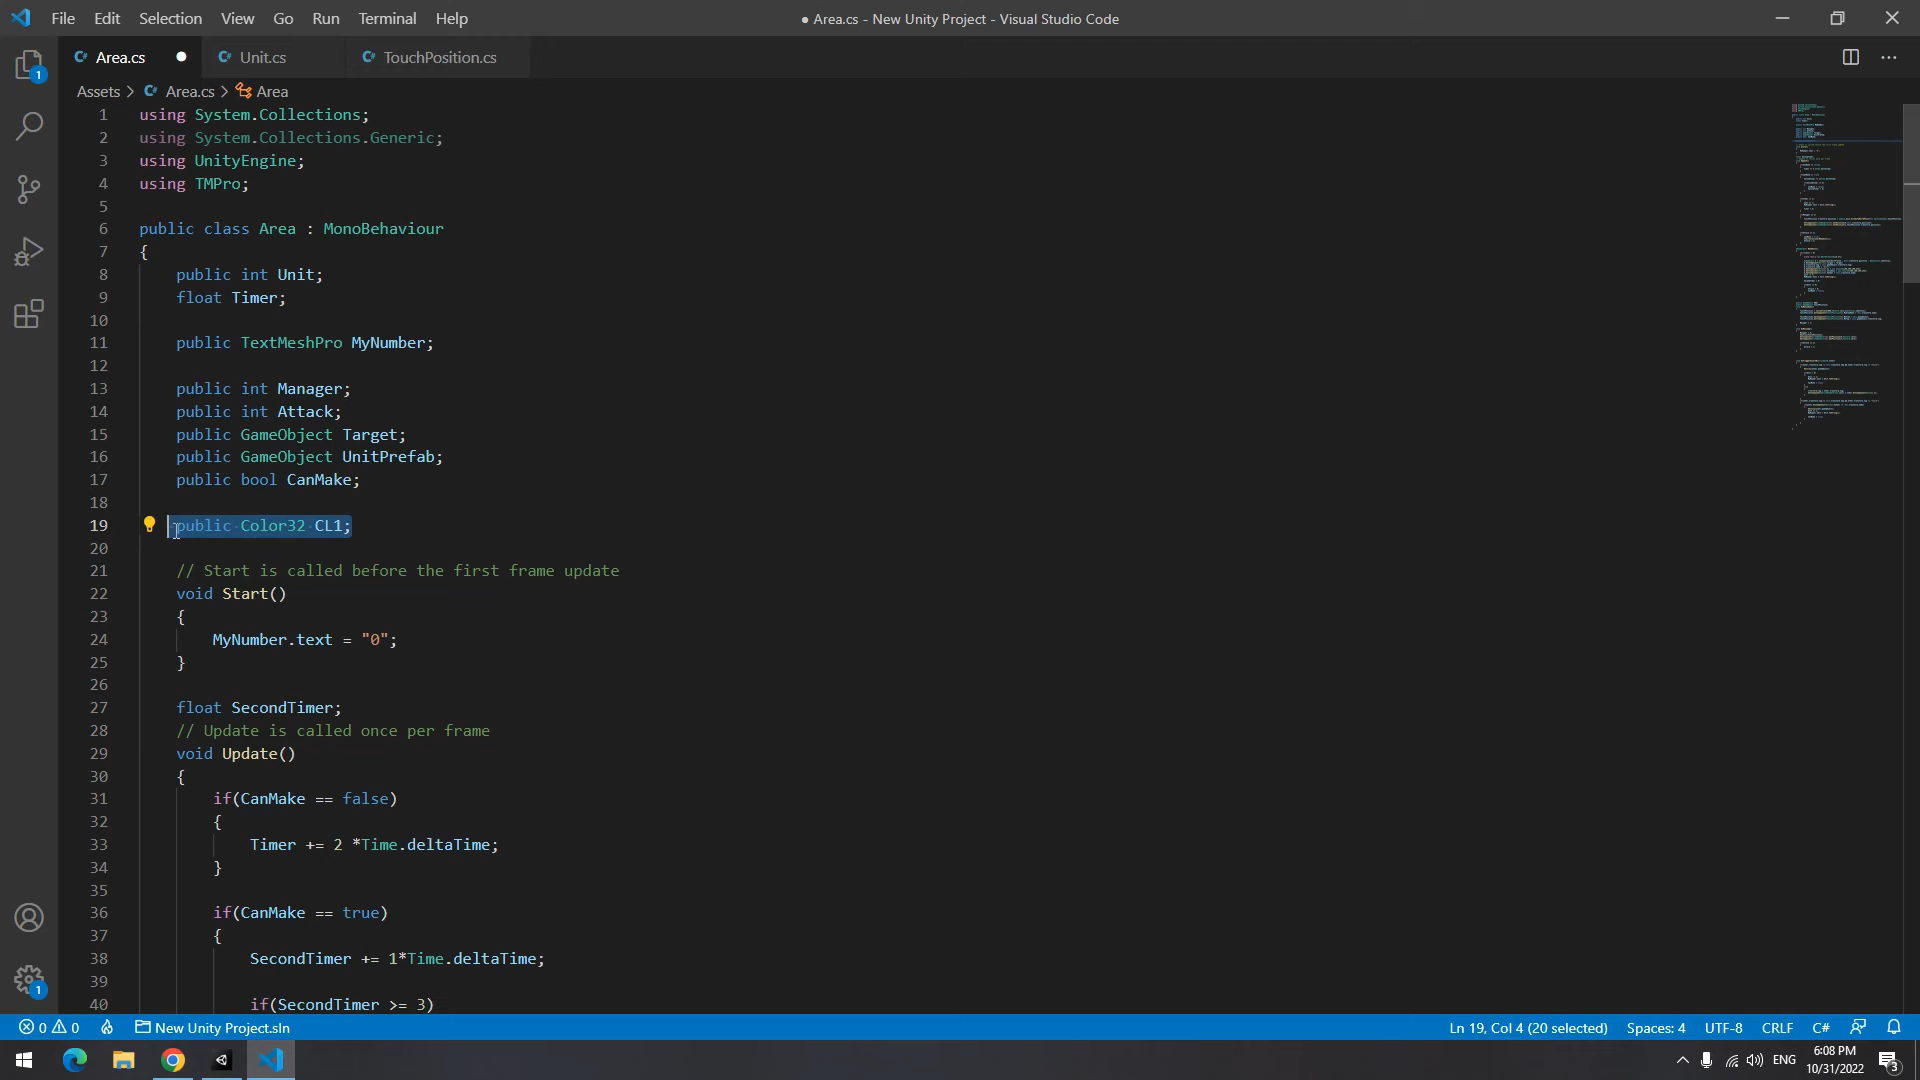 File Edit Selection View Go Run Terminal Help
● Area.cs - New Unity Project - Visual Studio Code
1
Area.cs Unit.cs TouchPosition.cs
Assets > Area.cs > Area
1 using System.Collections;
2 using System.Collections.Generic;
3 using UnityEngine;
4 using TMPro;
5
6 public class Area : MonoBehaviour
7 {
8 public int Unit;
9 float Timer;
10
11 public TextMeshPro MyNumber;
12
13 public int Manager;
14 public int Attack;
15 public GameObject Target;
16 public GameObject UnitPrefab;
17 public bool CanMake;
18
19 public Color32 CL1;
20
21 // Start is called before the first frame update
22 void Start()
23 {
24 MyNumber.text = "0";
25 }
26
27 float SecondTimer;
28 // Update is called once per frame
29 void Update()
30 {
31 if(CanMake == false)
32 {
33 Timer += 2 *Time.deltaTime;
34 }
35
36 if(CanMake == true)
37 {
38 SecondTimer += 1*Time.deltaTime;
39
40 if(SecondTimer >= 3)
1
0 0 New Unity Project.sln Ln 19, Col 4 (20 selected) Spaces: 4 UTF-8 CRLF C#
ENG 6:08 PM
10/31/2022 3